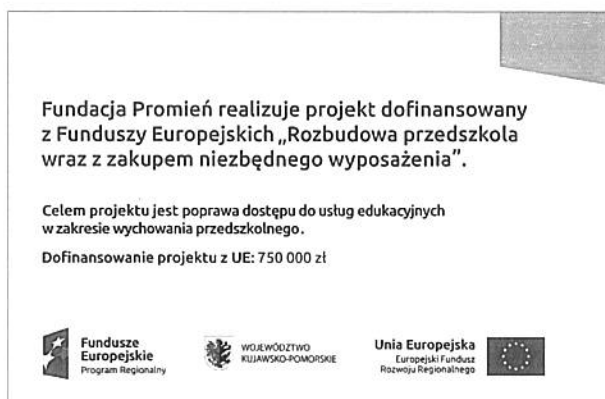 Fundacja Promień realizuje projekt dofinansowany
z Funduszy Europejskich „Rozbudowa przedszkola
wraz z zakupem niezbędnego wyposażenia”.
Celem projektu jest poprawa dostępu do usług edukacyjnych
w zakresie wychowania przedszkolnego.
Dofinansowanie projektu z UE: 750 000 zł
Fundusze
Europejskie
Program Regionalny
WOJEWÓDZTWO
KUJAWSKO-POMORSKIE
Unia Europejska
Europejski Fundusz
Rozwoju Regionalnego